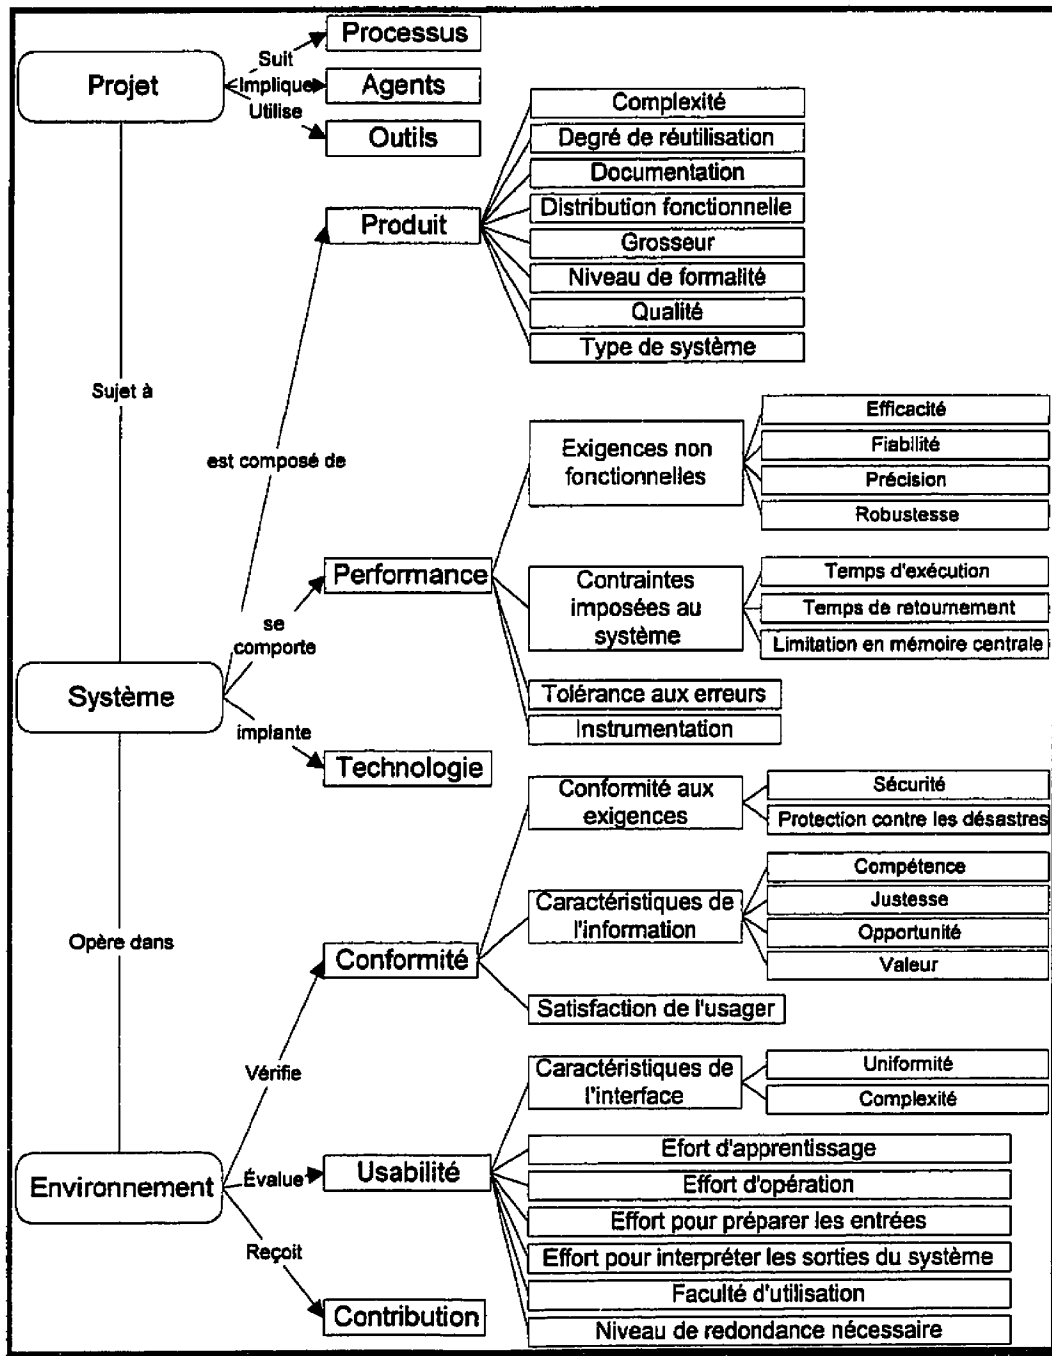 Processus
Suit
Projet
Implique
Agents
Utilise
Outils
Complexité
Degré de réutilisation
Documentation
Produit
Distribution fonctionnelle
Grosseur
Niveau de formalité
Qualité
Type de système
Sujet à
est composé de
Exigences non
fonctionnelles
Efficacité
Fiabilité
Précision
Robustesse
Performance
Contraintes
imposées au
système
Temps d'exécution
Temps de retournement
Limitation en mémoire centrale
se
comporte
Système
Tolérance aux erreurs
Instrumentation
implante
Technologie
Conformité aux
exigences
Sécurité
Protection contre les désastres
Opère dans
Conformité
Caractéristiques de
l'information
Compétence
Justesse
Opportunité
Valeur
Satisfaction de l'usager
Vérifie
Caractéristiques de
l'interface
Uniformité
Complexité
Environnement
Évalue
Usabilité
Efort d'apprentissage
Effort d'opération
Effort pour préparer les entrées
Effort pour interpréter les sorties du système
Faculté d'utilisation
Niveau de redondance nécessaire
Reçoit
Contribution